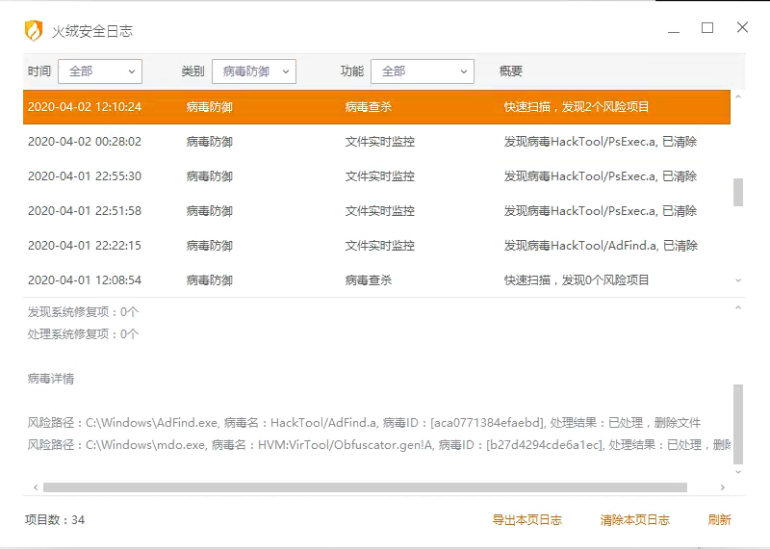 火绒安全日志
时间 全部 类别 病毒防御 功能 全部 概要
2020-04-02 12:10:24 病毒防御 病毒查杀 快速扫描，发现2个风险项目
2020-04-02 00:28:02 病毒防御 文件实时监控 发现病毒HackTool/PsExec.a, 已清除
2020-04-01 22:55:30 病毒防御 文件实时监控 发现病毒HackTool/PsExec.a, 已清除
2020-04-01 22:51:58 病毒防御 文件实时监控 发现病毒HackTool/PsExec.a, 已清除
2020-04-01 22:22:15 病毒防御 文件实时监控 发现病毒HackTool/AdFind.a, 已清除
2020-04-01 12:08:54 病毒防御 病毒查杀 快速扫描，发现0个风险项目
发现系统修复项：0个
处理系统修复项：0个
病毒详情
风险路径：C:\Windows\AdFind.exe, 病毒名：HackTool/AdFind.a, 病毒ID：[aca0771384efaebd], 处理结果：已处理，删除文件
风险路径：C:\Windows\mdo.exe, 病毒名：HVM:VirTool/Obfuscator.gen!A, 病毒ID：[b27d4294cde6a1ec], 处理结果：已处理，删
项目数：34 导出本页日志 清除本页日志 刷新